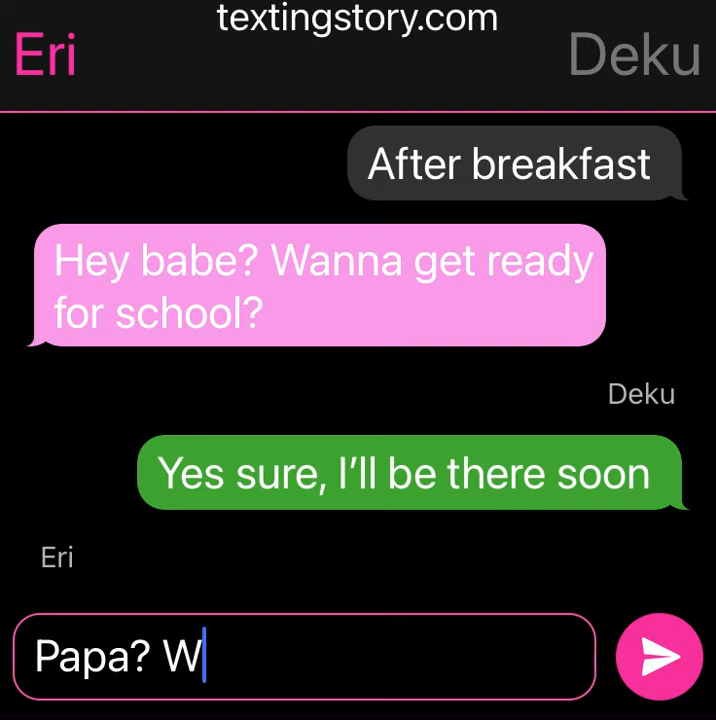 textingstory.com
Eri
Deku
After breakfast
Hey babe? Wanna get ready
for school?
Deku
Yes sure, I’ll be there soon
Eri
Papa? W